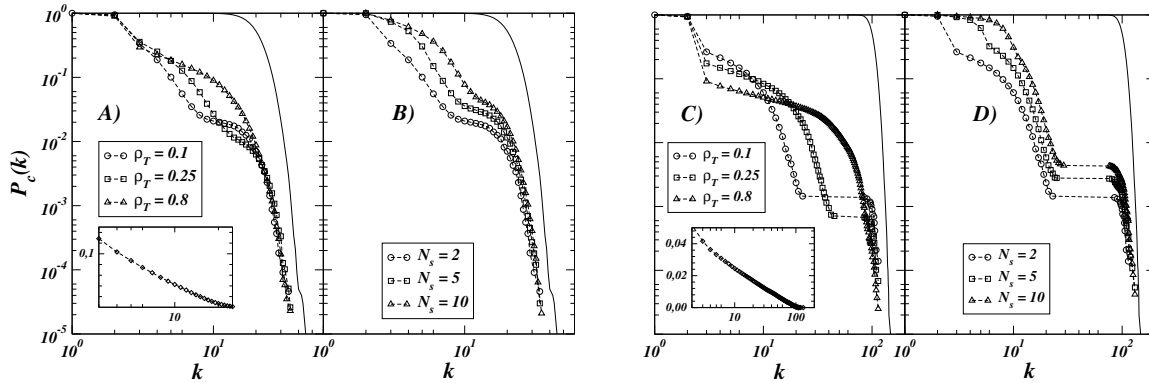 P_c(k)
10^0
10^-1
10^-2
10^-3
10^-4
10^-5
A)
ρ_T = 0.1
ρ_T = 0.25
ρ_T = 0.8
0,1
10
10^0
10^1
k
B)
N_s = 2
N_s = 5
N_s = 10
10^0
10^1
k
C)
ρ_T = 0.1
ρ_T = 0.25
ρ_T = 0.8
0,04
0,02
0,00
10
100
10^0
10^1
10^2
k
D)
N_s = 2
N_s = 5
N_s = 10
10^0
10^1
10^2
k